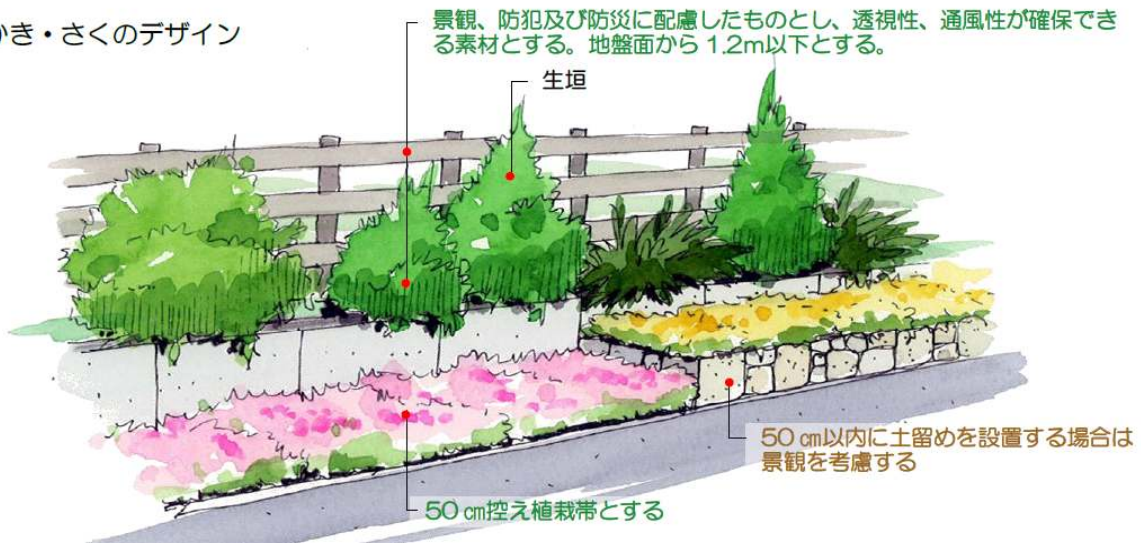 かき・さくのデザイン
景観、防犯及び防災に配慮したものとし、透視性、通風性が確保でき
る素材とする。地盤面から1.2m以下とする。
生垣
50㎝以内に土留めを設置する場合は
景観を考慮する
50㎝控え植栽帯とする